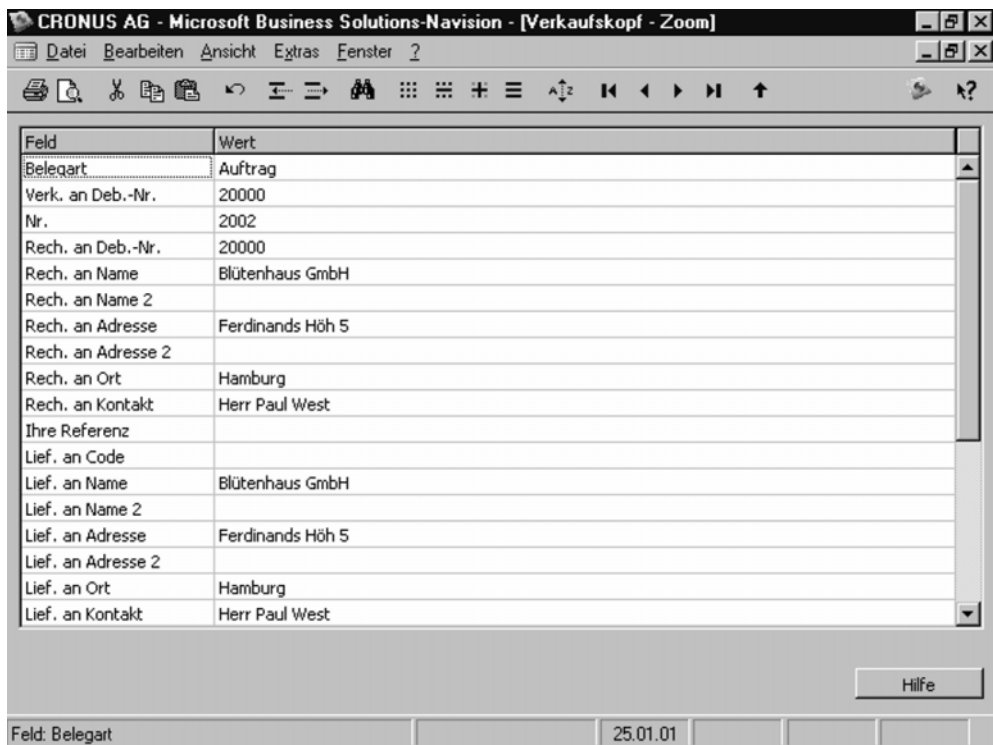 CRONUS AG - Microsoft Business Solutions-Navision - [Verkaufskopf - Zoom]
Datei Bearbeiten Ansicht Extras Fenster ?
Feld Wert
Belegart Auftrag
Verk. an Deb.-Nr. 20000
Nr. 2002
Rech. an Deb.-Nr. 20000
Rech. an Name Blütenhaus GmbH
Rech. an Name 2
Rech. an Adresse Ferdinands Höh 5
Rech. an Adresse 2
Rech. an Ort Hamburg
Rech. an Kontakt Herr Paul West
Ihre Referenz
Lief. an Code
Lief. an Name Blütenhaus GmbH
Lief. an Name 2
Lief. an Adresse Ferdinands Höh 5
Lief. an Adresse 2
Lief. an Ort Hamburg
Lief. an Kontakt Herr Paul West
Hilfe
Feld: Belegart 25.01.01